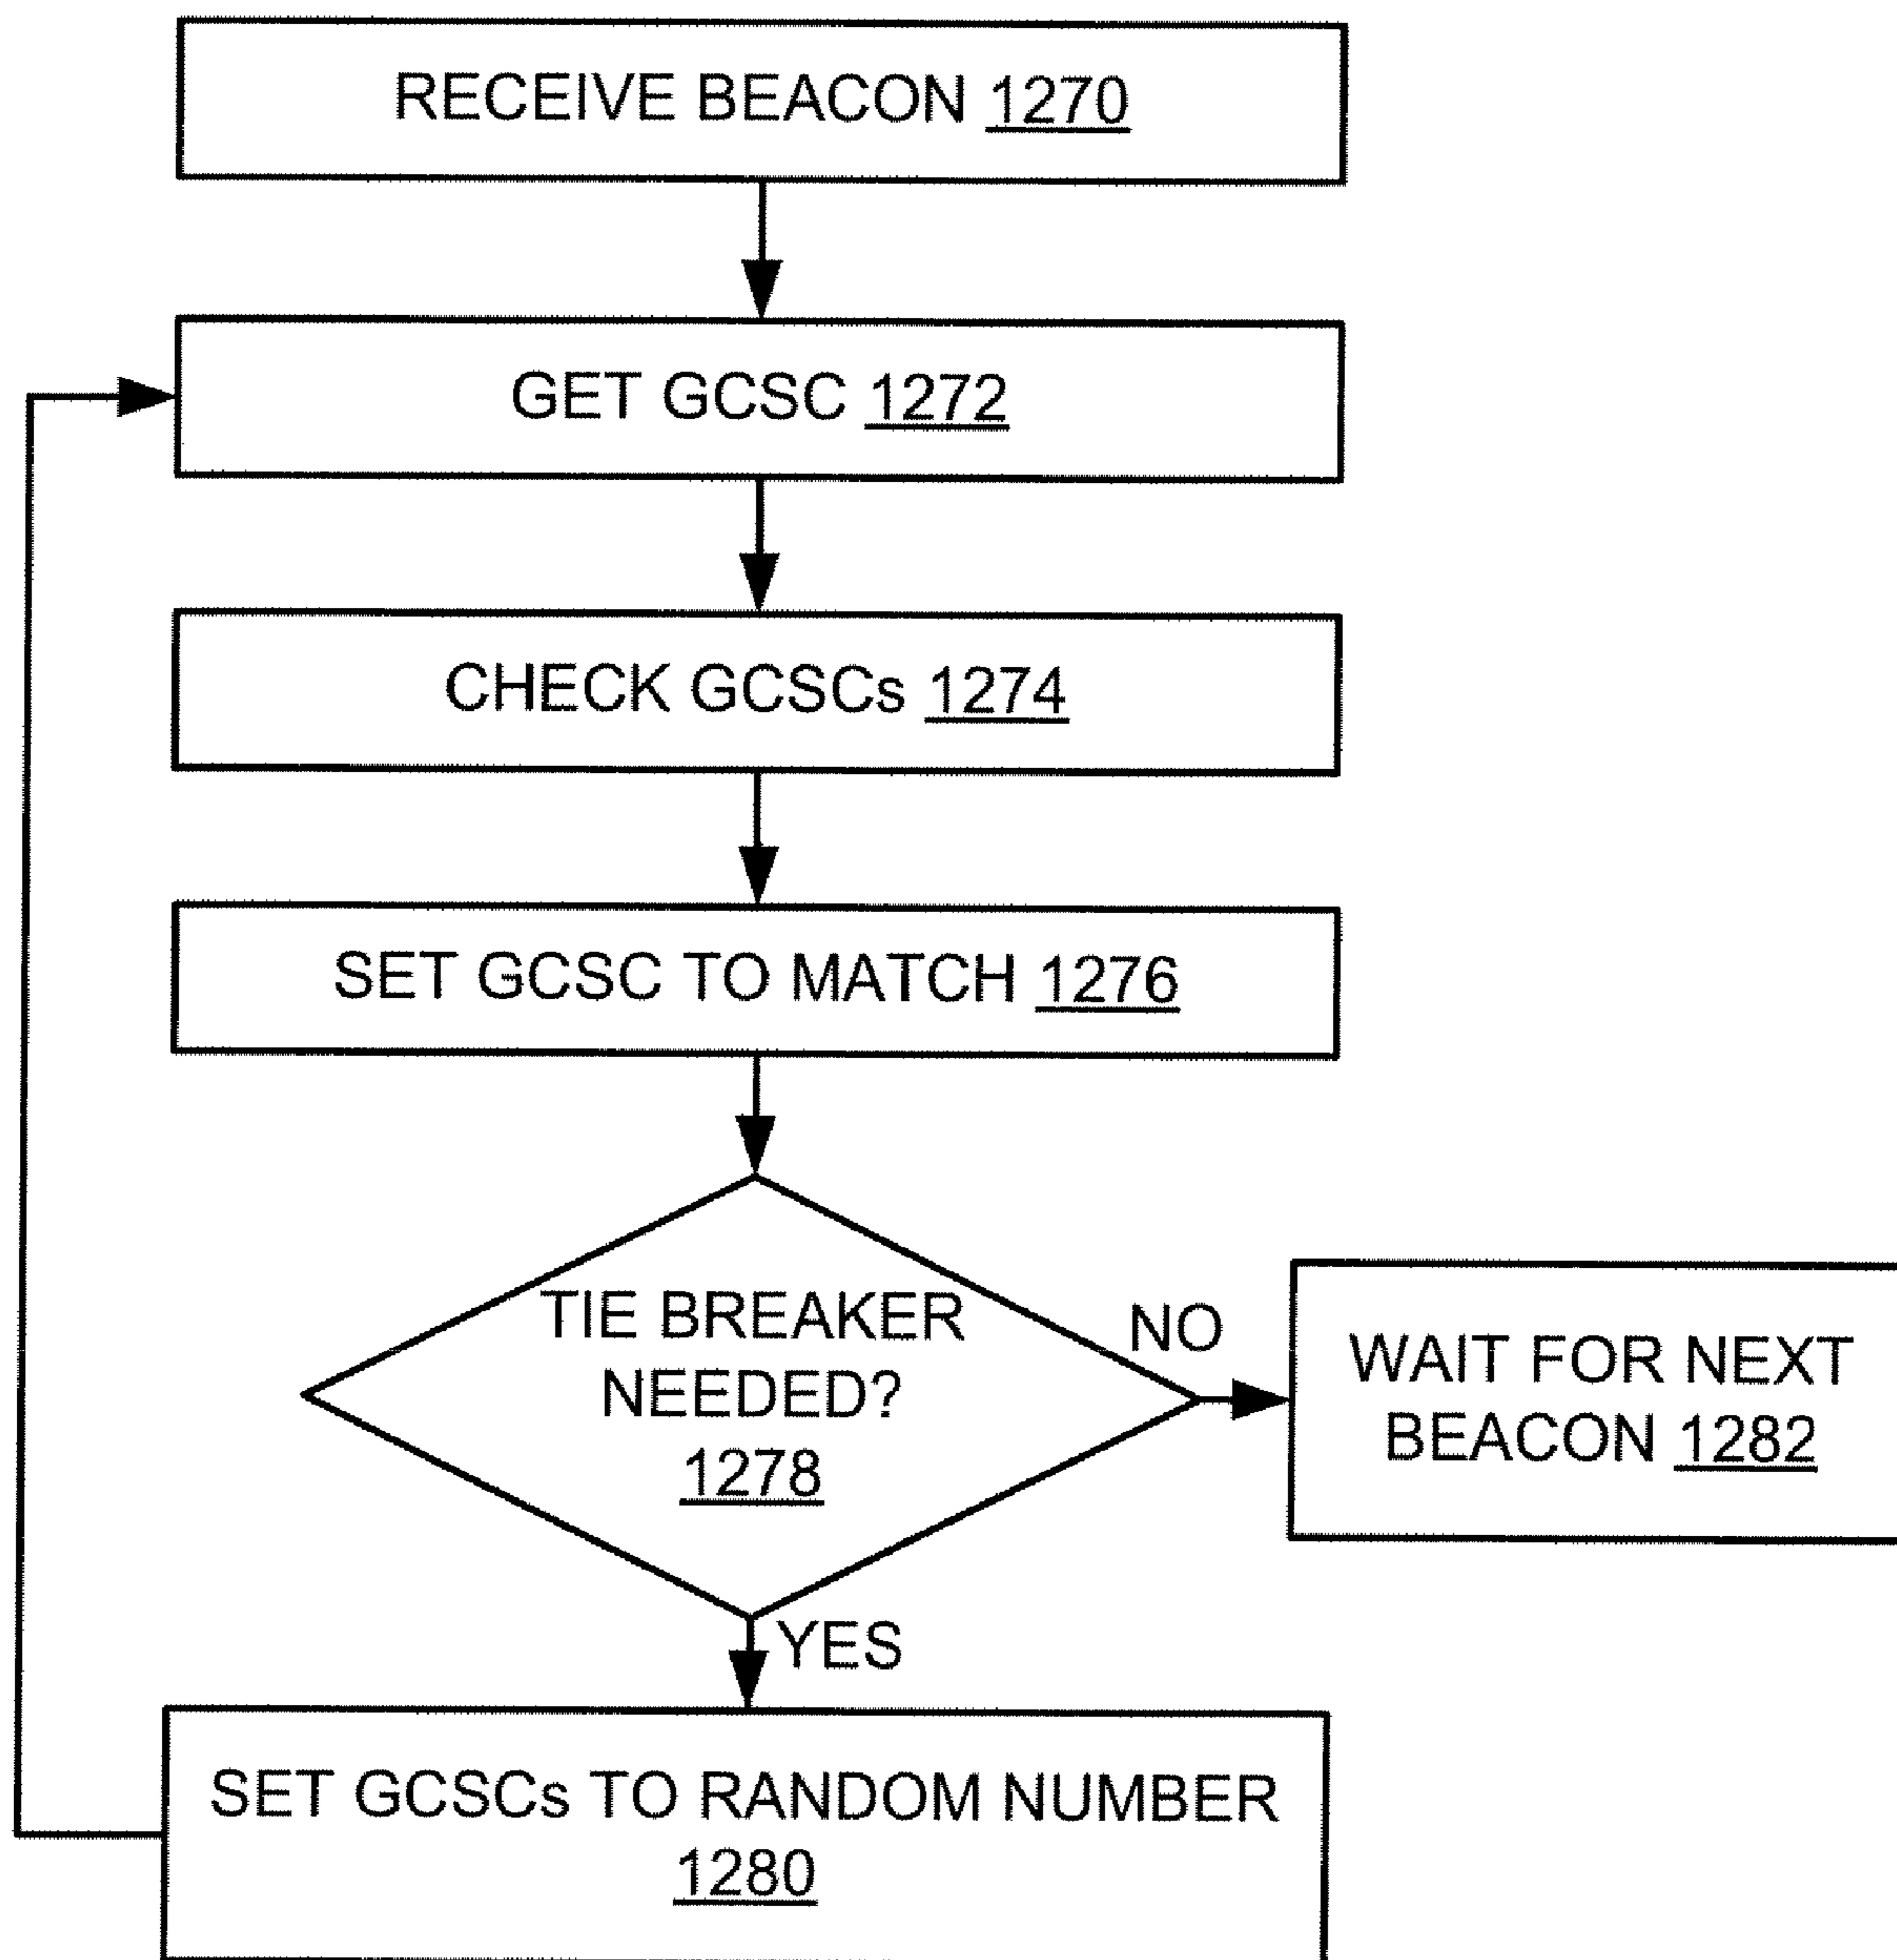 RECEIVE BEACON 1270
GET GCSC 1272
CHECK GCSCs 1274
SET GCSC TO MATCH 1276
TIE BREAKER
NEEDED?
1278
NO
WAIT FOR NEXT
BEACON 1282
YES
SET GCSCs TO RANDOM NUMBER
1280